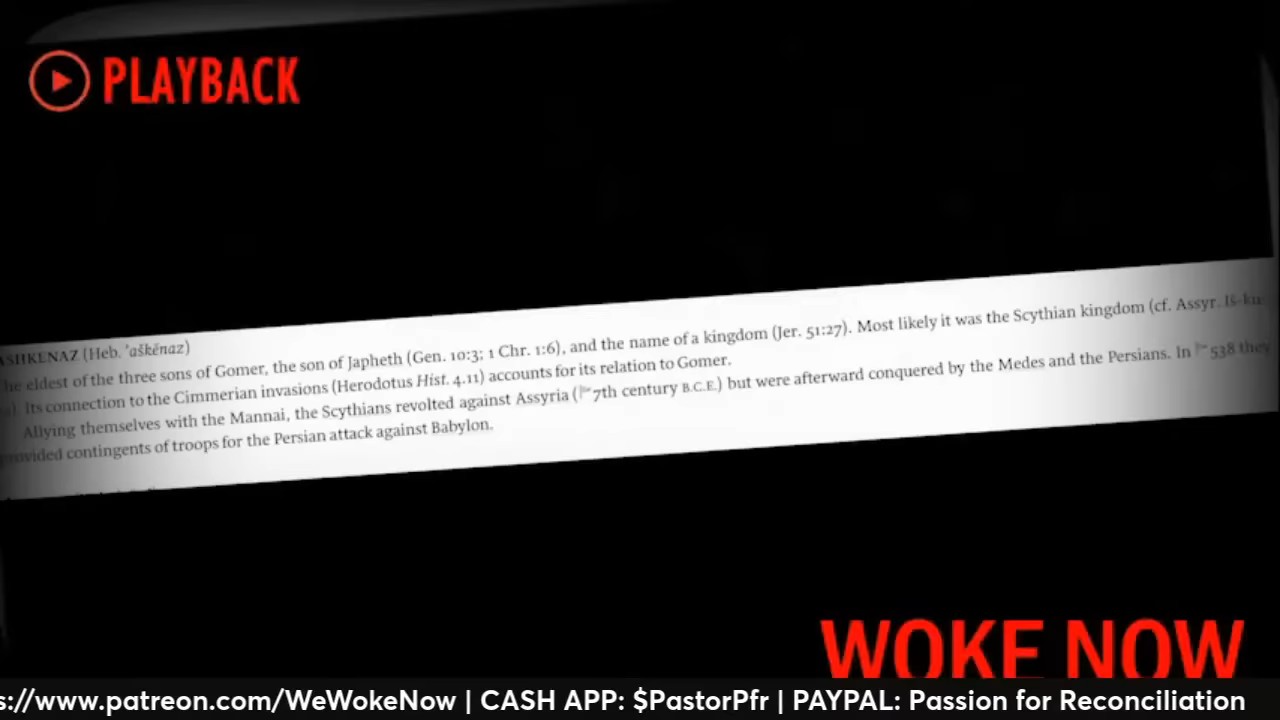 PLAYBACK
ASHKENAZ (Heb. 'aškĕnaz)
he eldest of the three sons of Gomer, the son of Japheth (Gen. 10:3; 1 Chr. 1:6), and the name of a kingdom (Jer. 51:27). Most likely it was the Scythian kingdom (cf. Assyr. Iš-ku-
Its connection to the Cimmerian invasions (Herodotus Hist. 4.11) accounts for its relation to Gomer.
Allying themselves with the Mannai, the Scythians revolted against Assyria (7th century B.C.E.) but were afterward conquered by the Medes and the Persians. In 538 they
provided contingents of troops for the Persian attack against Babylon.
WOKE NOW
s://www.patreon.com/WeWokeNow | CASH APP: $PastorPfr | PAYPAL: Passion for Reconciliation